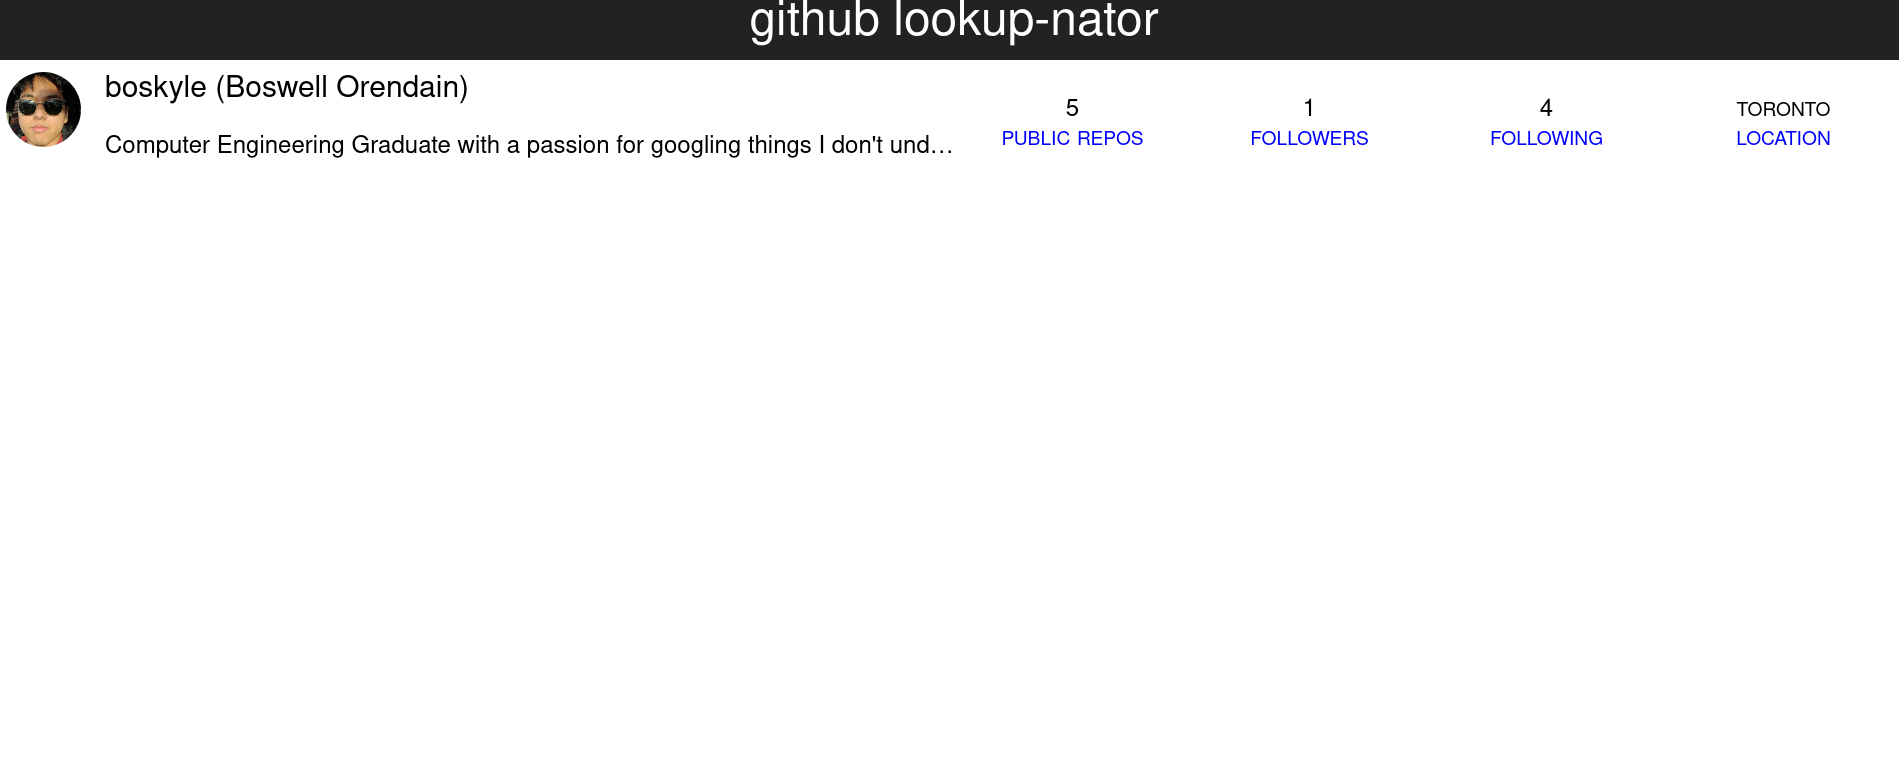 github lookup-nator
boskyle (Boswell Orendain)
Computer Engineering Graduate with a passion for googling things I don't und…
5
PUBLIC REPOS
1
FOLLOWERS
4
FOLLOWING
TORONTO
LOCATION